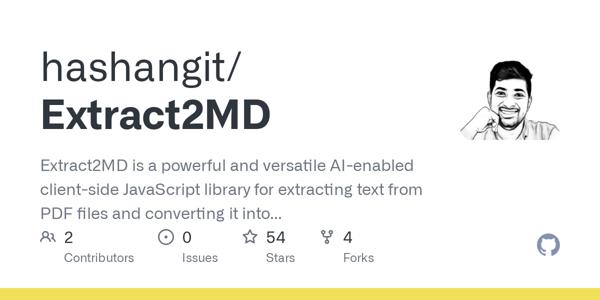 hashangit/
Extract2MD
Extract2MD is a powerful and versatile AI-enabled
client-side JavaScript library for extracting text from
PDF files and converting it into...
2 0 54 4
Contributors Issues Stars Forks